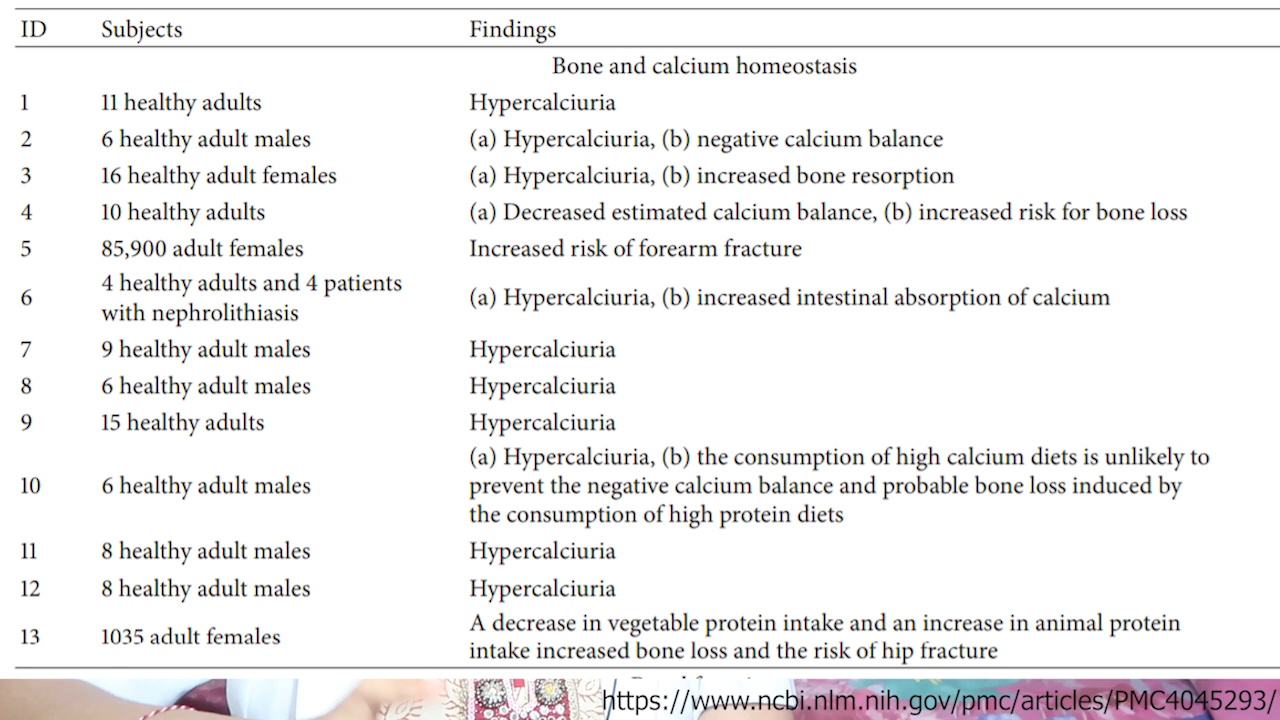 ID Subjects Findings
Bone and calcium homeostasis
1 11 healthy adults Hypercalciuria
2 6 healthy adult males (a) Hypercalciuria, (b) negative calcium balance
3 16 healthy adult females (a) Hypercalciuria, (b) increased bone resorption
4 10 healthy adults (a) Decreased estimated calcium balance, (b) increased risk for bone loss
5 85,900 adult females Increased risk of forearm fracture
6 4 healthy adults and 4 patients
with nephrolithiasis (a) Hypercalciuria, (b) increased intestinal absorption of calcium
7 9 healthy adult males Hypercalciuria
8 6 healthy adult males Hypercalciuria
9 15 healthy adults Hypercalciuria
10 6 healthy adult males (a) Hypercalciuria, (b) the consumption of high calcium diets is unlikely to
prevent the negative calcium balance and probable bone loss induced by
the consumption of high protein diets
11 8 healthy adult males Hypercalciuria
12 8 healthy adult males Hypercalciuria
13 1035 adult females A decrease in vegetable protein intake and an increase in animal protein
intake increased bone loss and the risk of hip fracture
https://www.ncbi.nlm.nih.gov/pmc/articles/PMC4045293/